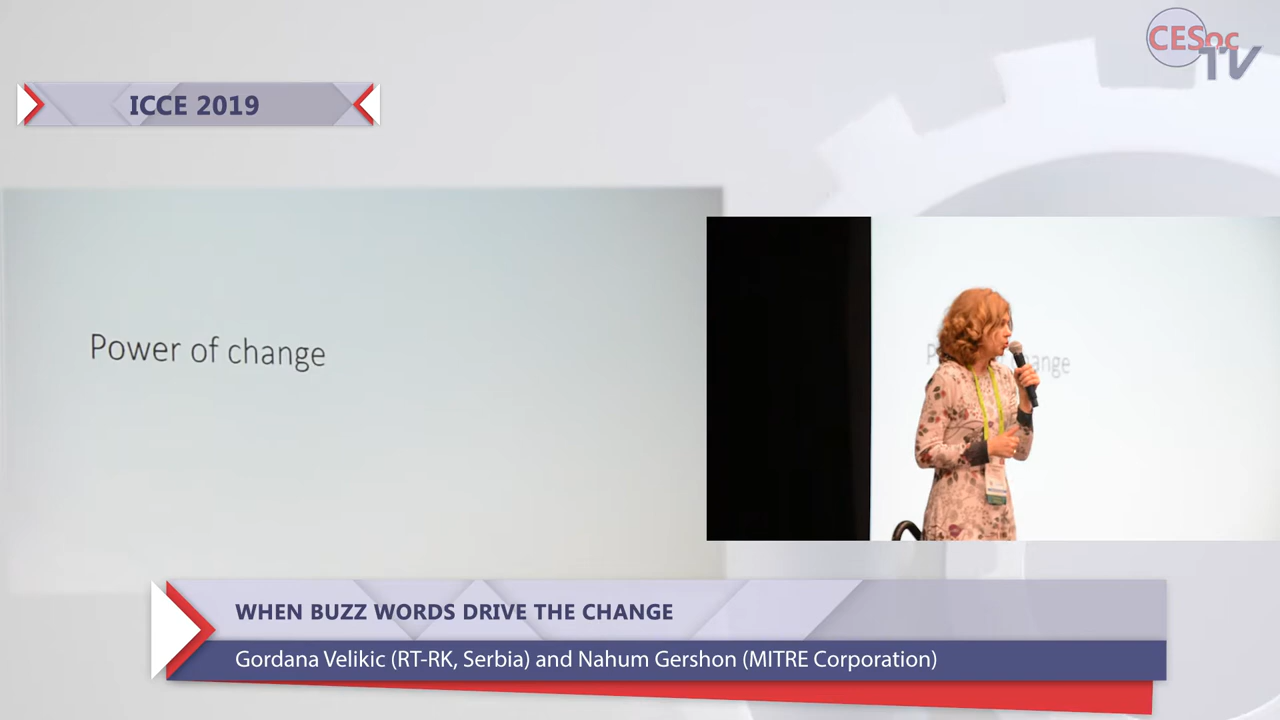 CESoc
TV
ICCE 2019
Power of change
WHEN BUZZ WORDS DRIVE THE CHANGE
Gordana Velikic (RT-RK, Serbia) and Nahum Gershon (MITRE Corporation)